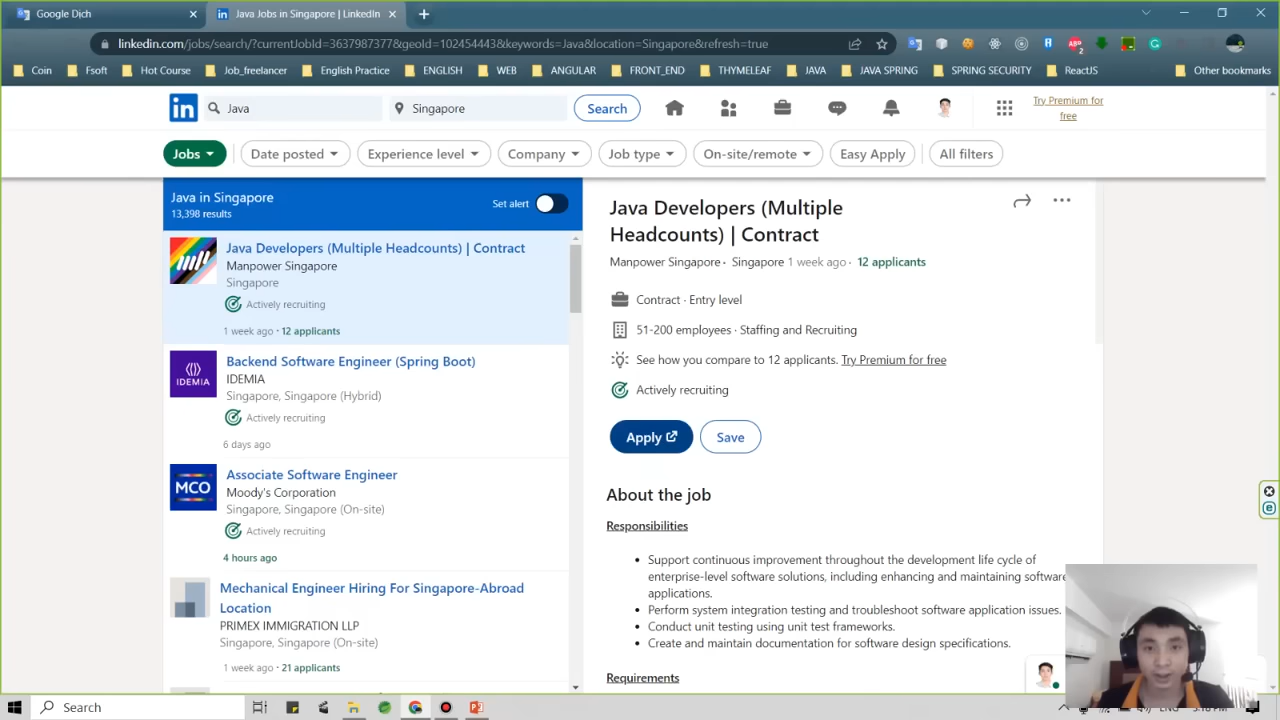 Google Dịch
Java Jobs in Singapore | LinkedIn
linkedin.com/jobs/search/?currentJobId=3637987377&geoId=102454443&keywords=Java&location=Singapore&refresh=true
Coin
Fsoft
Hot Course
Job_freelancer
English Practice
ENGLISH
WEB
ANGULAR
FRONT_END
THYMELEAF
JAVA
JAVA SPRING
SPRING SECURITY
ReactJS
Other bookmarks
in
Java
Singapore
Search
Try Premium for
free
Jobs
Date posted
Experience level
Company
Job type
On-site/remote
Easy Apply
All filters
Java in Singapore
13,398 results
Set alert
Java Developers (Multiple Headcounts) | Contract
Manpower Singapore
Singapore
Actively recruiting
1 week ago · 12 applicants
IDEMIA
Backend Software Engineer (Spring Boot)
IDEMIA
Singapore, Singapore (Hybrid)
Actively recruiting
6 days ago
MCO
Associate Software Engineer
Moody's Corporation
Singapore, Singapore (On-site)
Actively recruiting
4 hours ago
Mechanical Engineer Hiring For Singapore-Abroad
Location
PRIMEX IMMIGRATION LLP
Singapore, Singapore (On-site)
1 week ago · 21 applicants
Java Developers (Multiple
Headcounts) | Contract
Manpower Singapore · Singapore 1 week ago · 12 applicants
Contract · Entry level
51-200 employees · Staffing and Recruiting
See how you compare to 12 applicants. Try Premium for free
Actively recruiting
Apply
Save
About the job
Responsibilities
• Support continuous improvement throughout the development life cycle of
enterprise-level software solutions, including enhancing and maintaining software
applications.
• Perform system integration testing and troubleshoot software application issues.
• Conduct unit testing using unit test frameworks.
• Create and maintain documentation for software design specifications.
Requirements
Search